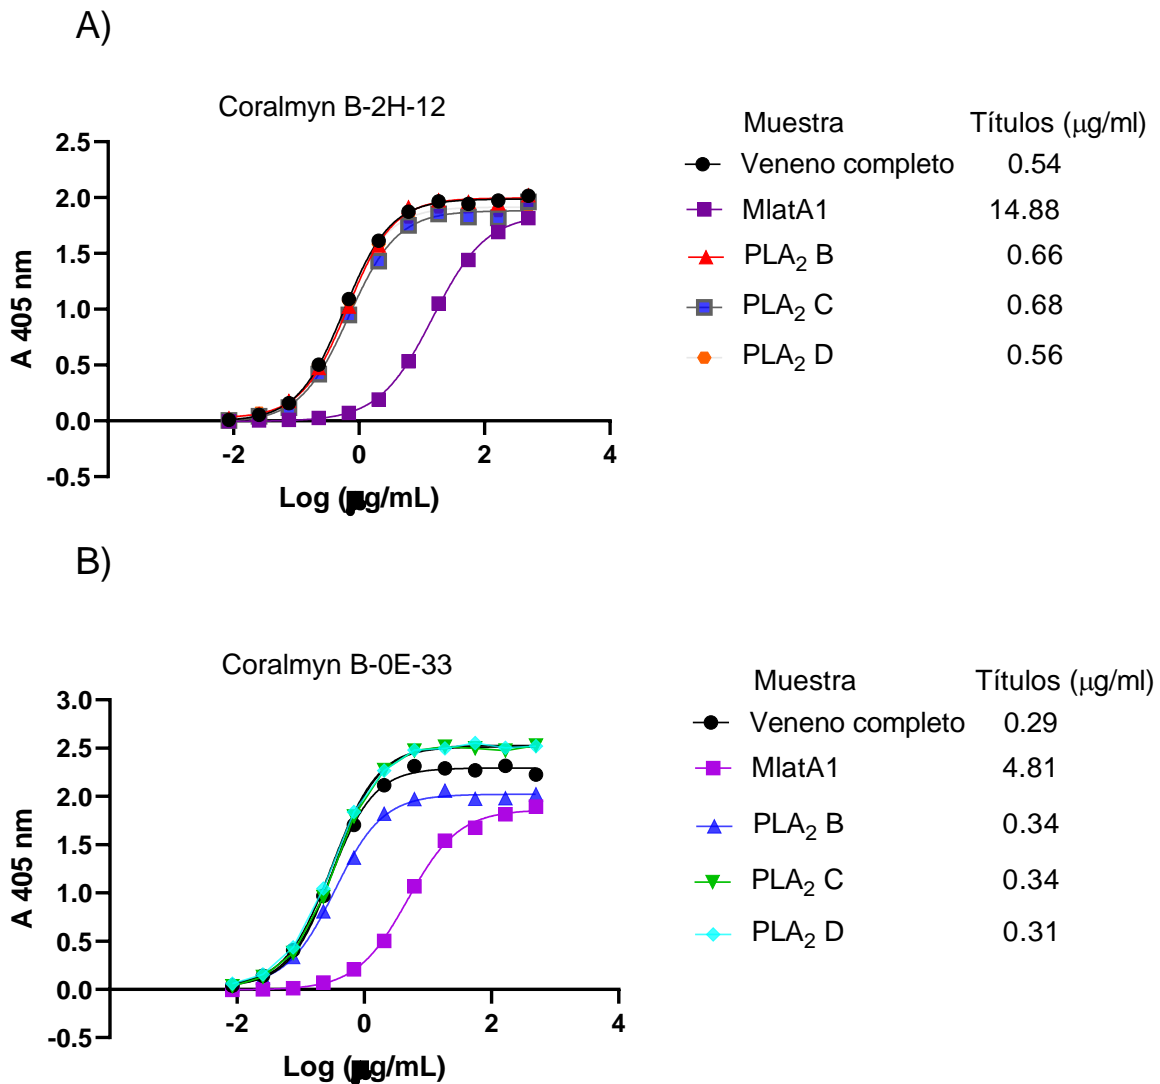 A)
Coralmyn B-2H-12
2.5
2.0
1.5
1.0
0.5
0.0
-0.5
A 405 nm
-2 0 2 4
Log (μg/mL)
Muestra Títulos (μg/ml)
Veneno completo 0.54
MlatA1 14.88
PLA2 B 0.66
PLA2 C 0.68
PLA2 D 0.56
B)
Coralmyn B-0E-33
3.0
2.5
2.0
1.5
1.0
0.5
0.0
-0.5
A 405 nm
-2 0 2 4
Log (μg/mL)
Muestra Títulos (μg/ml)
Veneno completo 0.29
MlatA1 4.81
PLA2 B 0.34
PLA2 C 0.34
PLA2 D 0.31